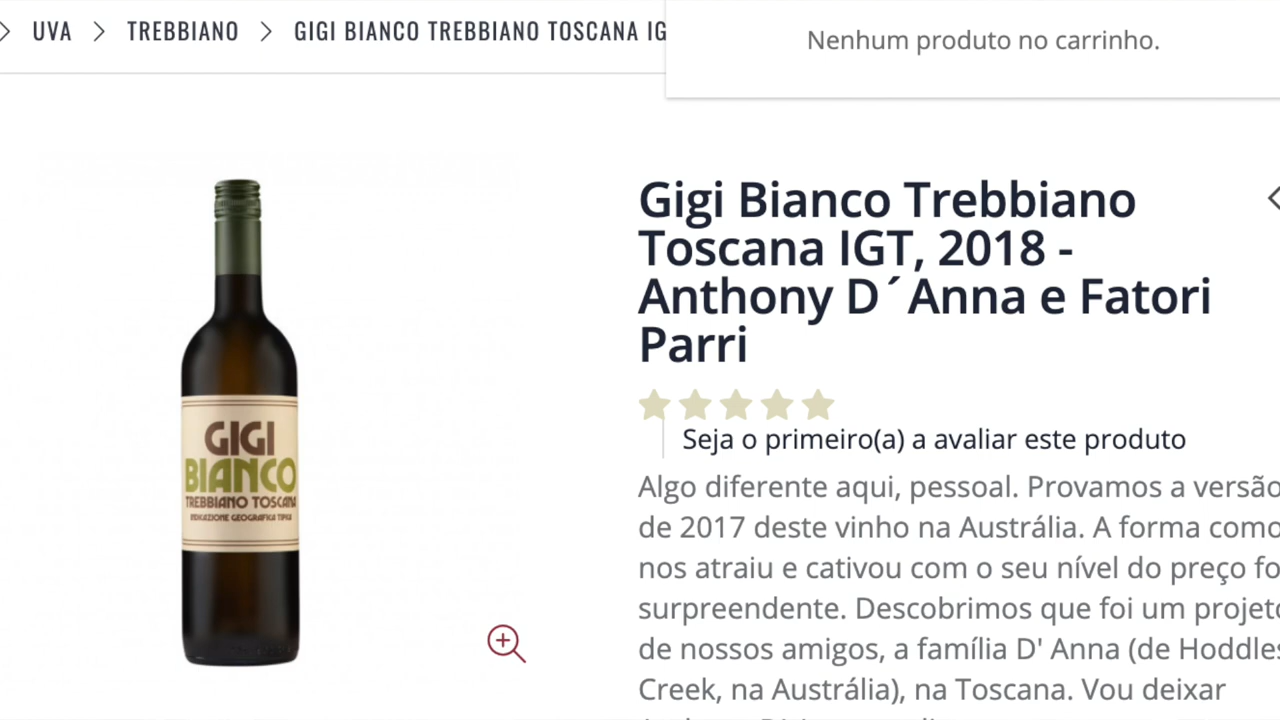 UVA
TREBBIANO
GIGI BIANCO TREBBIANO TOSCANA IG
Nenhum produto no carrinho.
Gigi Bianco Trebbiano
Toscana IGT, 2018 -
Anthony D´Anna e Fatori
Parri
Seja o primeiro(a) a avaliar este produto
Algo diferente aqui, pessoal. Provamos a versão
de 2017 deste vinho na Austrália. A forma como
nos atraiu e cativou com o seu nível do preço fo
surpreendente. Descobrimos que foi um projeto
de nossos amigos, a família D' Anna (de Hoddles
Creek, na Austrália), na Toscana. Vou deixar
GIGI
BIANCO
TREBBIANO TOSCANA
INDICAZIONE GEOGRAFICA TIPICA